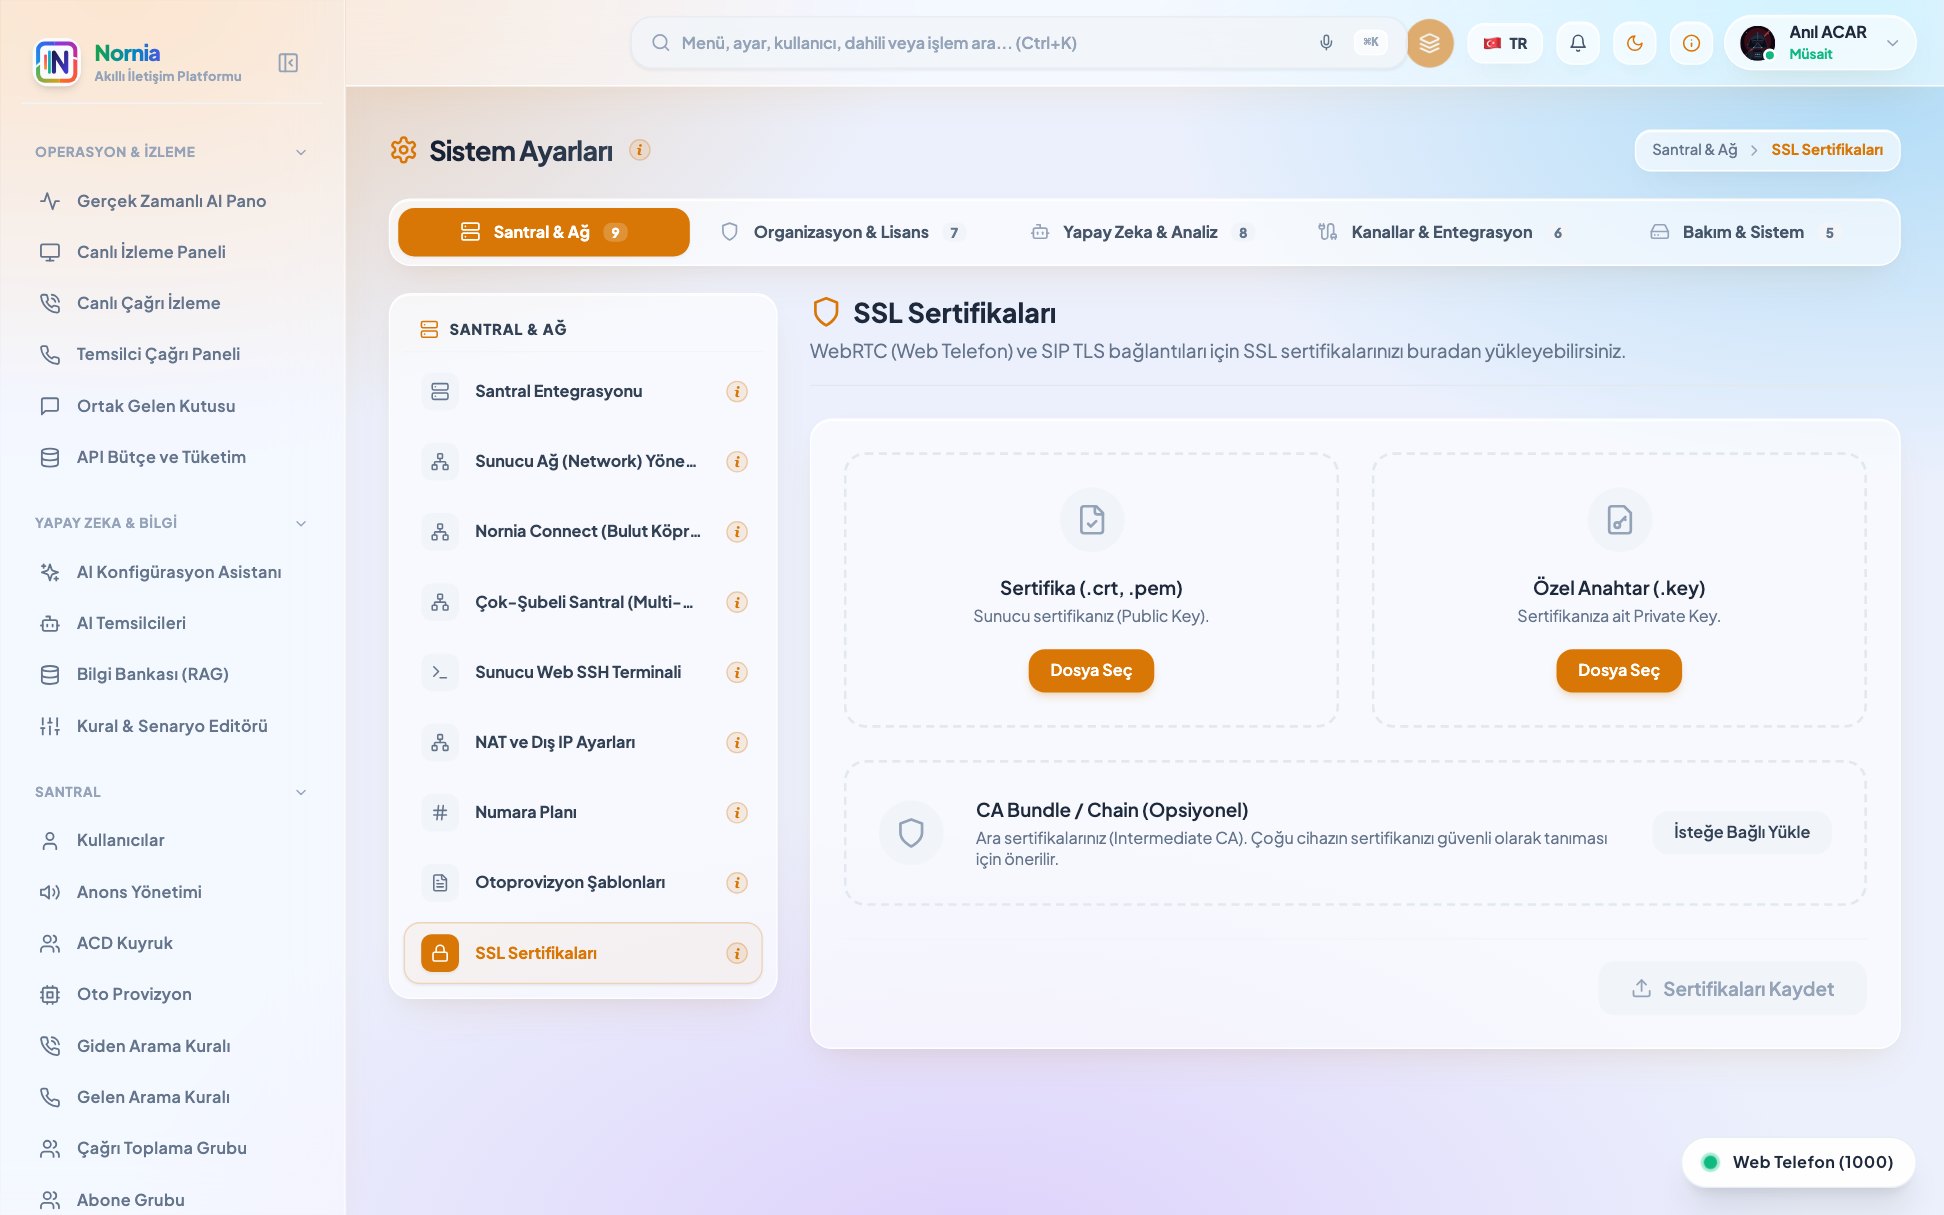 Nornia
Akıllı İletişim Platformu
Menü, ayar, kullanıcı, dahili veya işlem ara... (Ctrl+K)
⌘K
TR
Anıl ACAR
Müsait
OPERASYON & İZLEME
Gerçek Zamanlı AI Pano
Canlı İzleme Paneli
Canlı Çağrı İzleme
Temsilci Çağrı Paneli
Ortak Gelen Kutusu
API Bütçe ve Tüketim
YAPAY ZEKA & BİLGİ
AI Konfigürasyon Asistanı
AI Temsilcileri
Bilgi Bankası (RAG)
Kural & Senaryo Editörü
SANTRAL
Kullanıcılar
Anons Yönetimi
ACD Kuyruk
Oto Provizyon
Giden Arama Kuralı
Gelen Arama Kuralı
Çağrı Toplama Grubu
Abone Grubu
Sistem Ayarları
Santral & Ağ > SSL Sertifikaları
Santral & Ağ 9
Organizasyon & Lisans 7
Yapay Zeka & Analiz 8
Kanallar & Entegrasyon 6
Bakım & Sistem 5
SANTRAL & AĞ
Santral Entegrasyonu
Sunucu Ağ (Network) Yöne...
Nornia Connect (Bulut Köpr...
Çok-Şubeli Santral (Multi-...
Sunucu Web SSH Terminali
NAT ve Dış IP Ayarları
Numara Planı
Otoprovizyon Şablonları
SSL Sertifikaları
SSL Sertifikaları
WebRTC (Web Telefon) ve SIP TLS bağlantıları için SSL sertifikalarınızı buradan yükleyebilirsiniz.
Sertifika (.crt, .pem)
Sunucu sertifikanız (Public Key).
Dosya Seç
Özel Anahtar (.key)
Sertifikanıza ait Private Key.
Dosya Seç
CA Bundle / Chain (Opsiyonel)
Ara sertifikalarınız (Intermediate CA). Çoğu cihazın sertifikanızı güvenli olarak tanıması
için önerilir.
İsteğe Bağlı Yükle
Sertifikaları Kaydet
Web Telefon (1000)